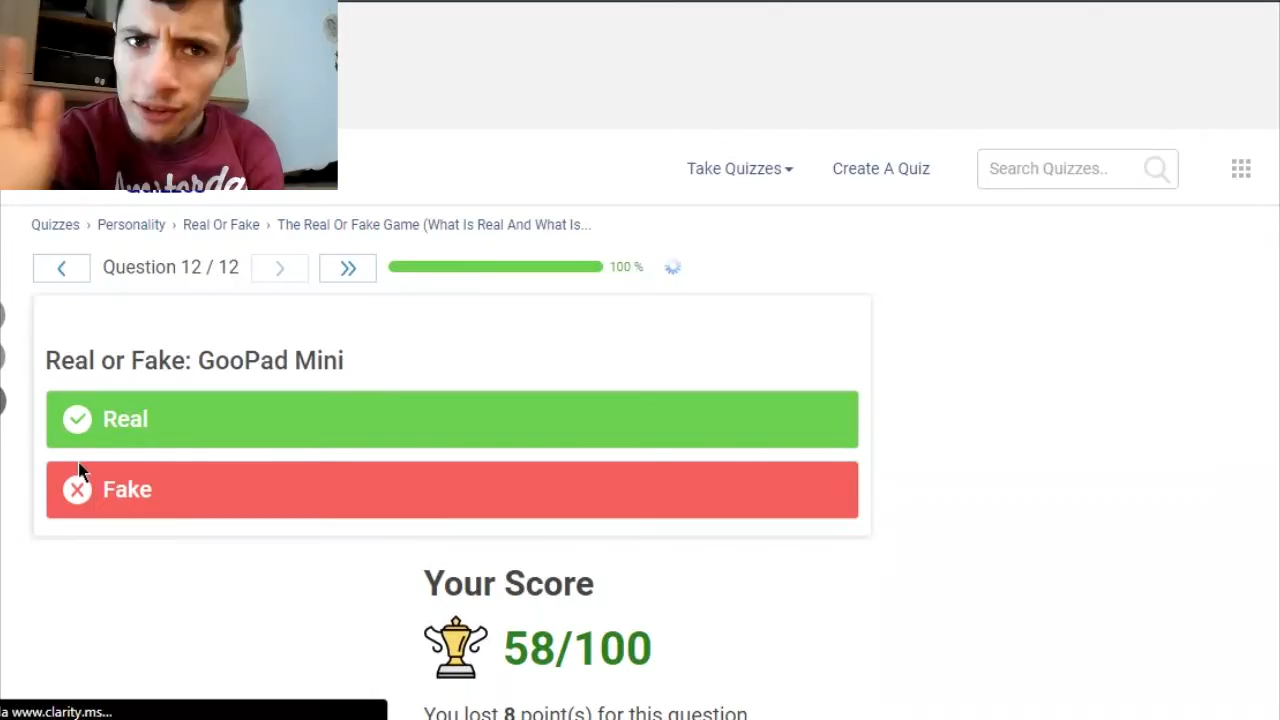 Amsterda
Quizzes
Take Quizzes
Create A Quiz
Search Quizzes..
Quizzes › Personality › Real Or Fake › The Real Or Fake Game (What Is Real And What Is...
Question 12 / 12
100 %
Real or Fake: GooPad Mini
Real
Fake
Your Score
58/100
You lost 8 point(s) for this question
a www.clarity.ms...